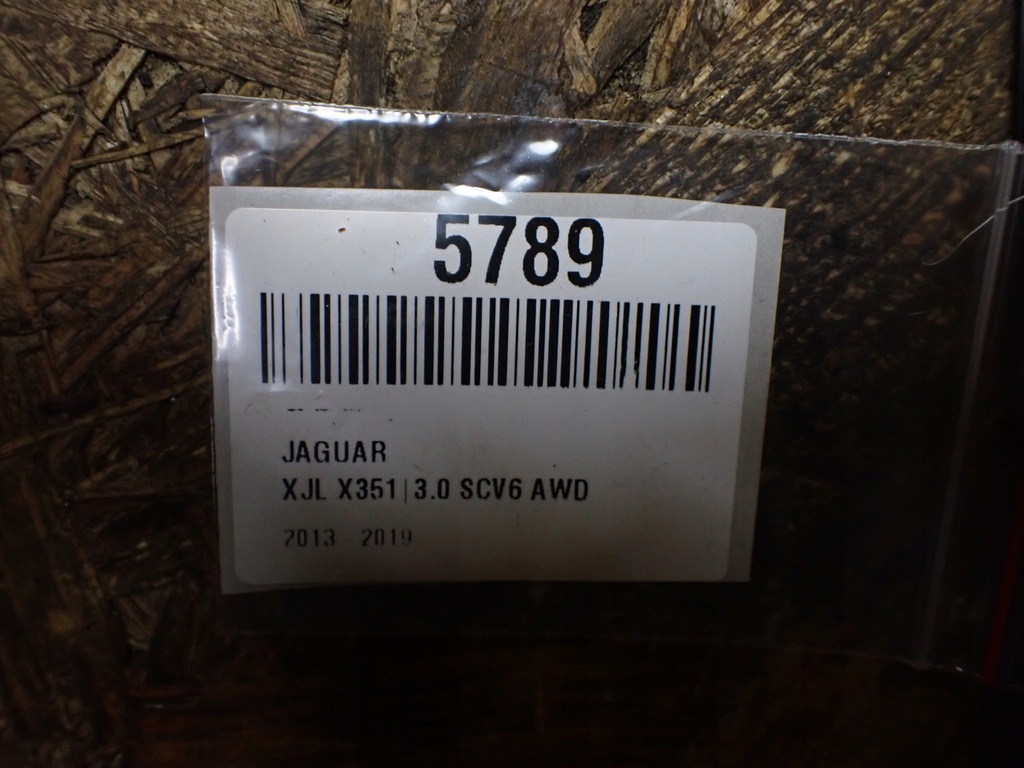 5789
JAGUAR
XJL X351|3.0 SCV6 AWD
2013 2019